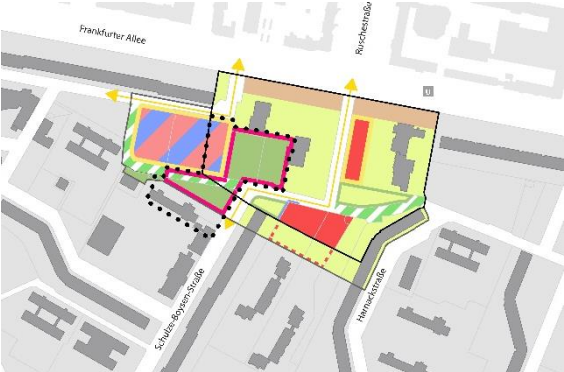 Frankfurter Allee
Ruschestraße
U
Schulze-Boysen-Straße
Harnackstraße